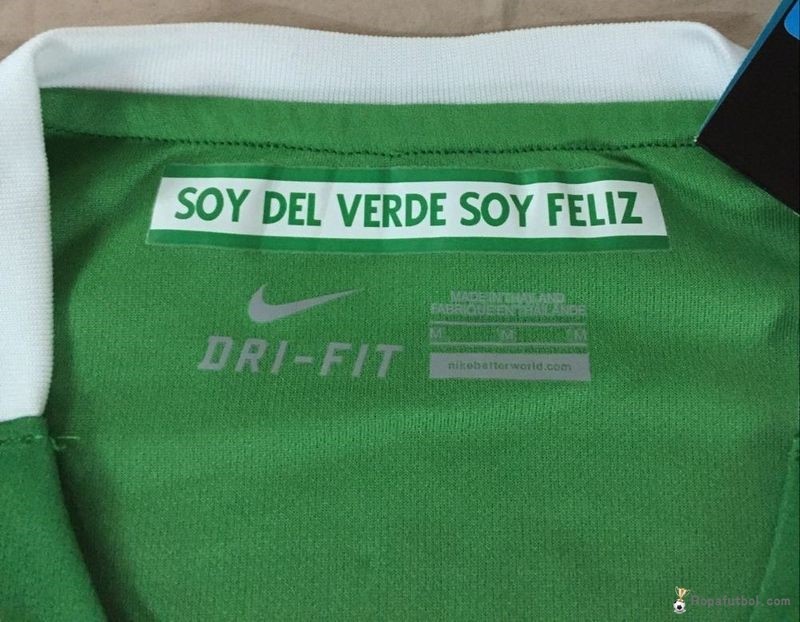 SOY DEL VERDE SOY FELIZ
DRI-FIT
MADE IN THAILAND
FABRIQUE EN THAILANDE
M M M
nikebetterworld.com
Ropafutbol.com